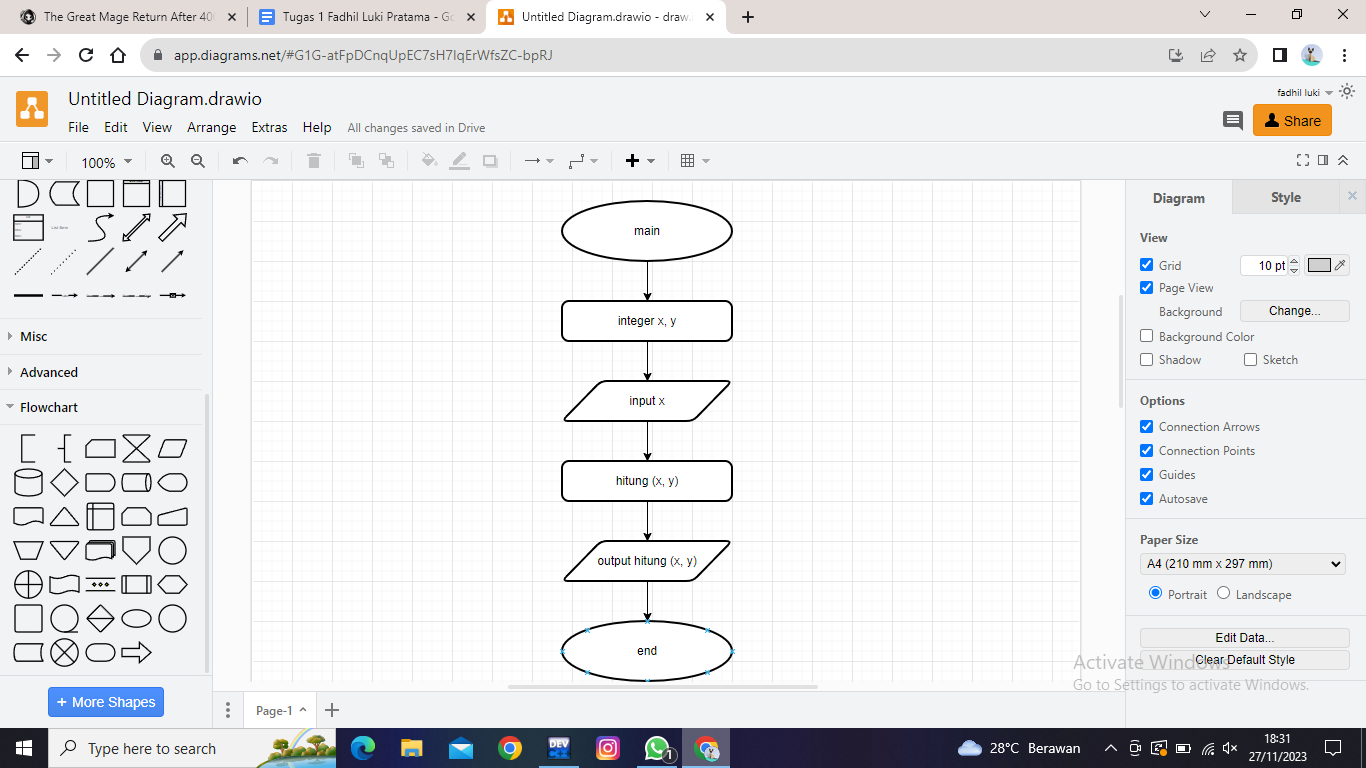 The Great Mage Return After 40
Tugas 1 Fadhil Luki Pratama - Go
Untitled Diagram.drawio - draw.
app.diagrams.net/#G1G-atFpDCnqUpEC7sH7lqErWfsZC-bpRJ
Untitled Diagram.drawio
fadhil luki
File Edit View Arrange Extras Help All changes saved in Drive
Share
100%
Misc
Advanced
Flowchart
+ More Shapes
main
integer x, y
input x
hitung (x, y)
output hitung (x, y)
end
Page-1
Diagram Style
View
Grid 10 pt
Page View
Background Change...
Background Color
Shadow Sketch
Options
Connection Arrows
Connection Points
Guides
Autosave
Paper Size
A4 (210 mm x 297 mm)
Portrait Landscape
Edit Data...
Clear Default Style
Activate Windows
Go to Settings to activate Windows.
Type here to search
DEV
1
28°C Berawan
18:31
27/11/2023